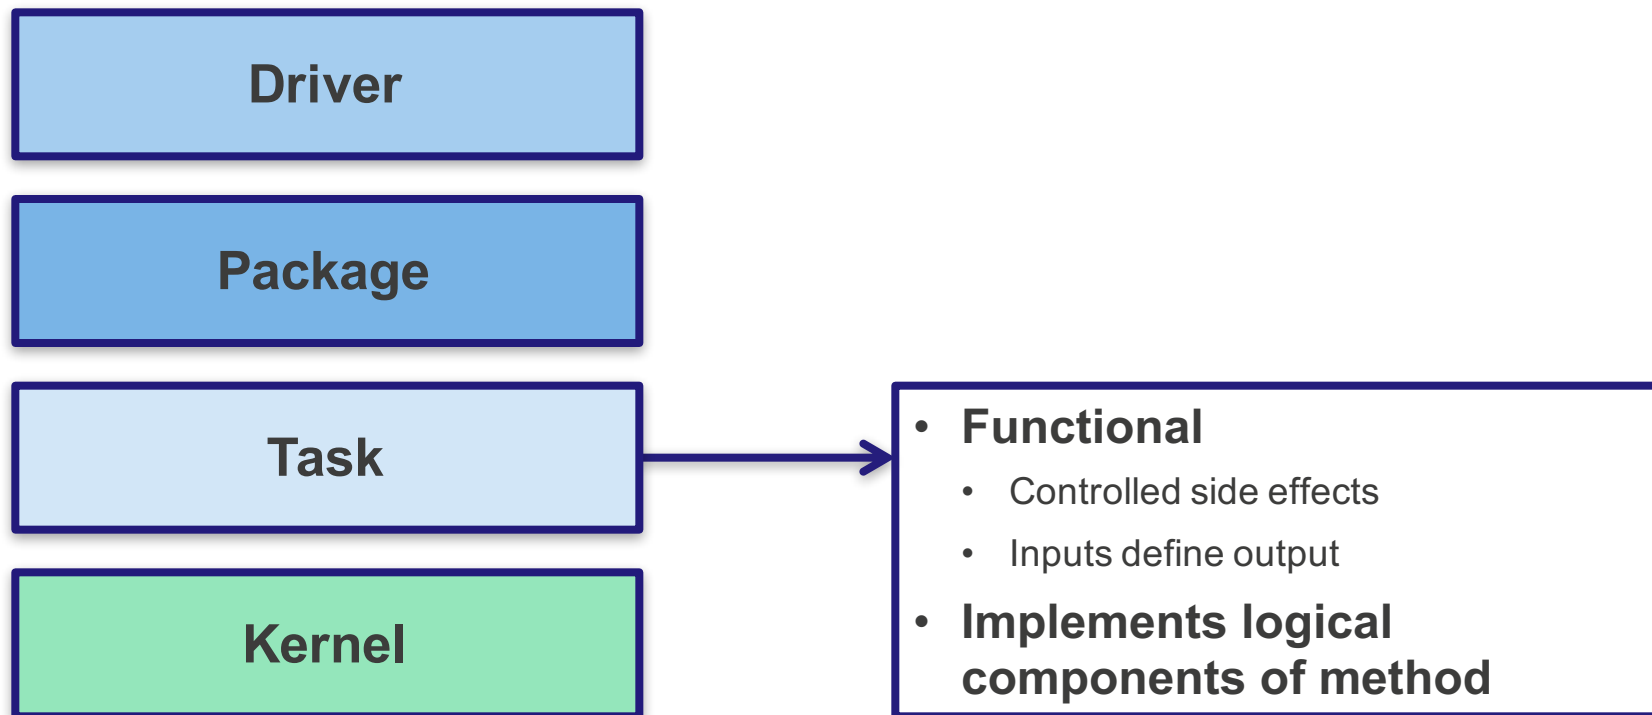 Driver
Package
Task
Kernel
• Functional
• Controlled side effects
• Inputs define output
• Implements logical
components of method